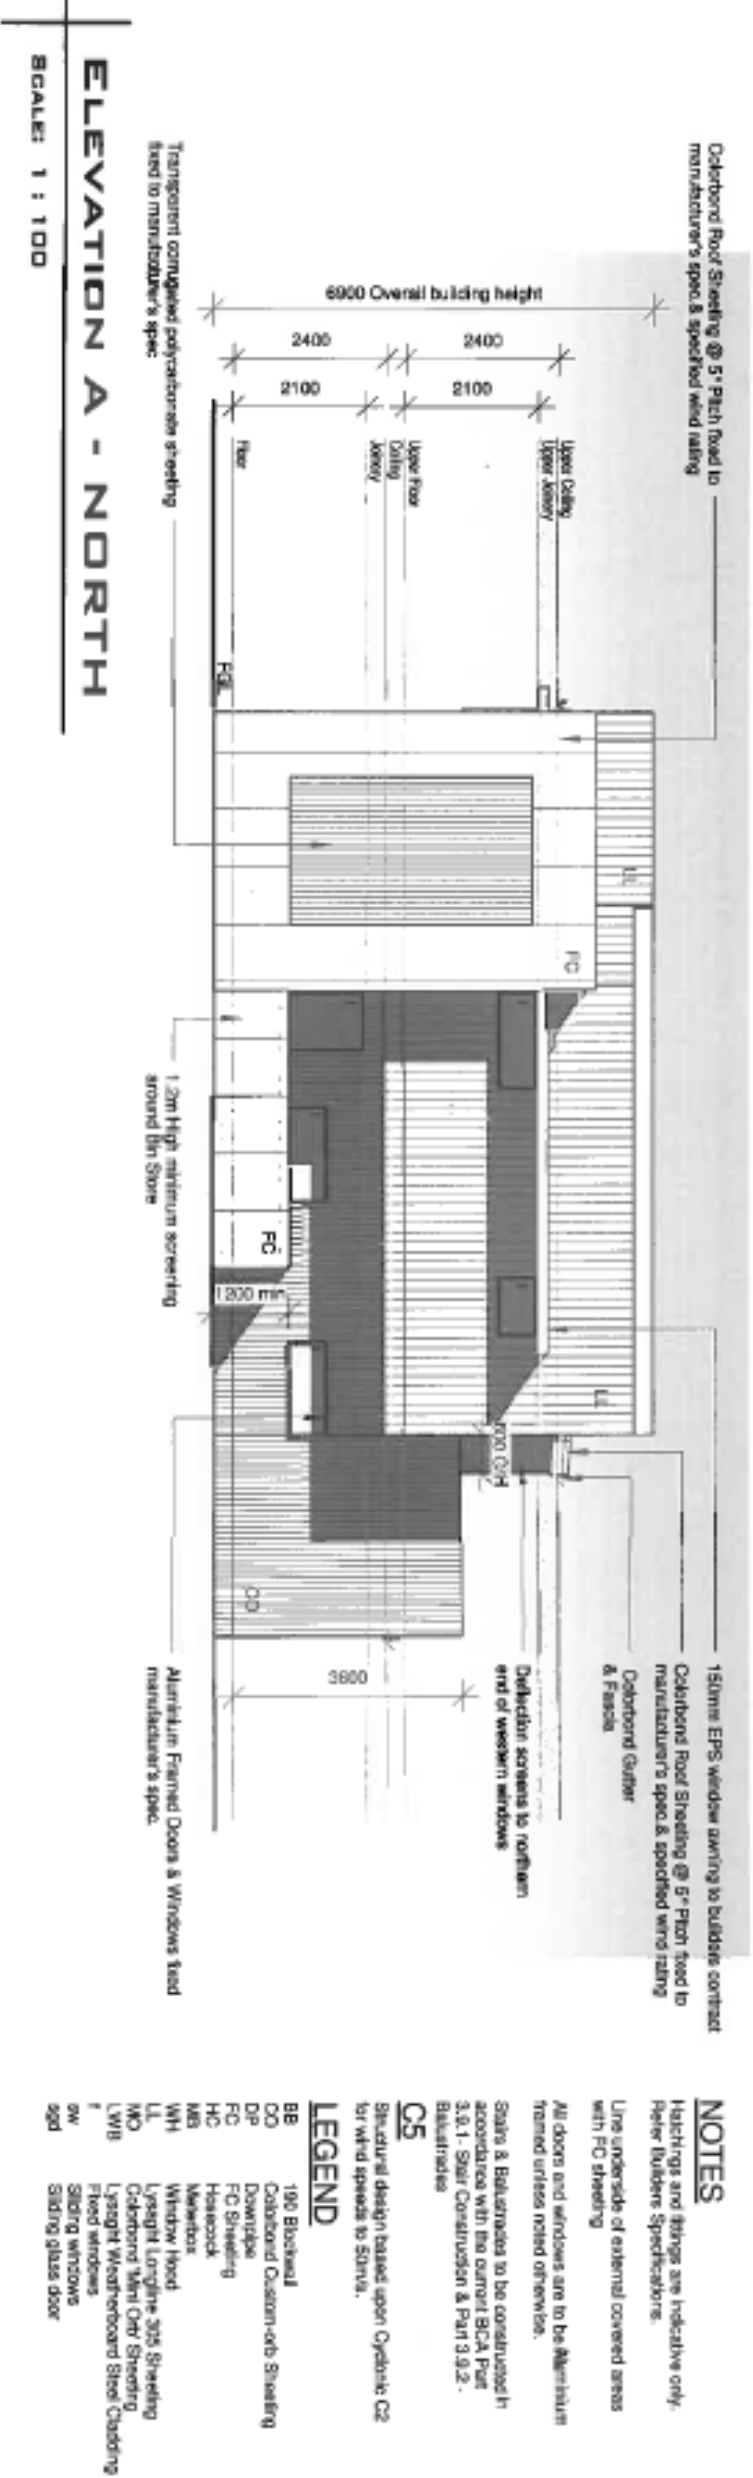 Colorbond Roof Sheeting @ 5° Pitch fixed to
manufacturer's spec & specified wind rating
6900 Overall building height
2400
2400
2100
2100
Upper Ceiling
Upper Joinery
Upper Floor
Ceiling
Joinery
Floor
FGL
LL
FC
LL
FC
1200 min
600 O/H
CO
3600
150mm EPS window awning to builders contract
Colorbond Roof Sheeting @ 5° Pitch fixed to
manufacturer's spec & specified wind rating
Colorbond Gutter
& Fascia
Deflection screens to northern
end of western windows
Transparent corrugated polycarbonate sheeting
fixed to manufacturer's spec
1.2m High minimum screening
around Bin Store
Aluminium Framed Doors & Windows fixed
manufacturer's spec.
ELEVATION A - NORTH
SCALE: 1 : 100
NOTES
Hatchings and fittings are indicative only.
Refer Builders Specifications.
Line underside of external covered areas
with FC sheeting
All doors and windows are to be Aluminium
framed unless noted otherwise.
Stairs & Balustrades to be constructed in
accordance with the current BCA Part
3.9.1 - Stair Construction & Part 3.9.2 -
Balustrades
C5
Structural design based upon Cyclonic C2
for wind speeds to 50m/s.
LEGEND
BB 190 Blockwall
CO Colorbond Custom-orb Sheeting
DP Downpipe
FC FC Sheeting
HC Hosecock
MB Meterbox
WH Window Hood
LL Lysaght Longline 305 Sheeting
MO Colorbond 'Mini Orb' Sheeting
LWB Lysaght Weatherboard Steel Cladding
f Fixed windows
sw Sliding windows
sgd Sliding glass door